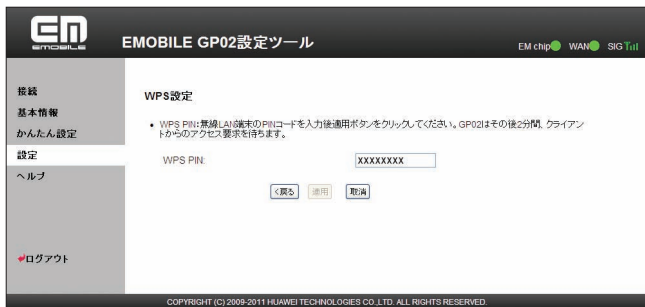 EM
EMOBILE
EMOBILE GP02設定ツール
EM chip WAN SIG
接続
基本情報
かんたん設定
設定
ヘルプ
ログアウト
WPS設定
• WPS PIN:無線LAN端末のPINコードを入力後適用ボタンをクリックしてください。GP02はその後2分間、クライアン
トからのアクセス要求を待ちます。
WPS PIN:
XXXXXXXX
<戻る 適用 取消
COPYRIGHT (C) 2009-2011 HUAWEI TECHNOLOGIES CO.,LTD. ALL RIGHTS RESERVED.